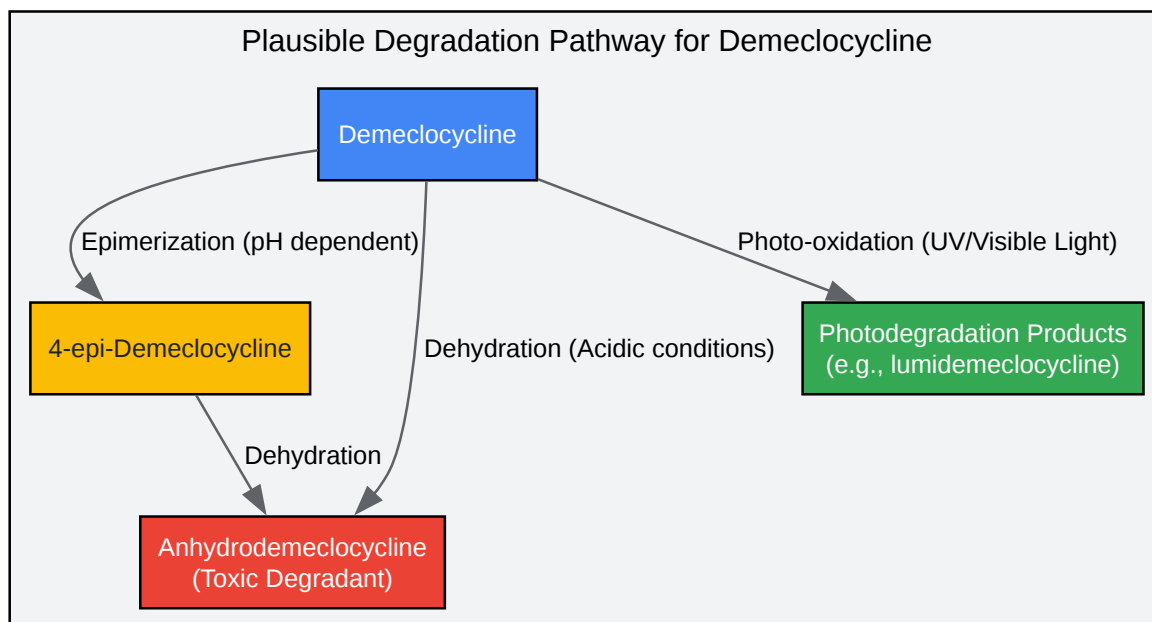 Plausible Degradation Pathway for Demeclocycline
Demeclocycline
Epimerization (pH dependent)
Photo-oxidation (UV/Visible Light)
4-epi-Demeclocycline
Dehydration (Acidic conditions)
Photodegradation Products
(e.g., lumidemeclocycline)
Dehydration
Anhydrodemeclocycline
(Toxic Degradant)